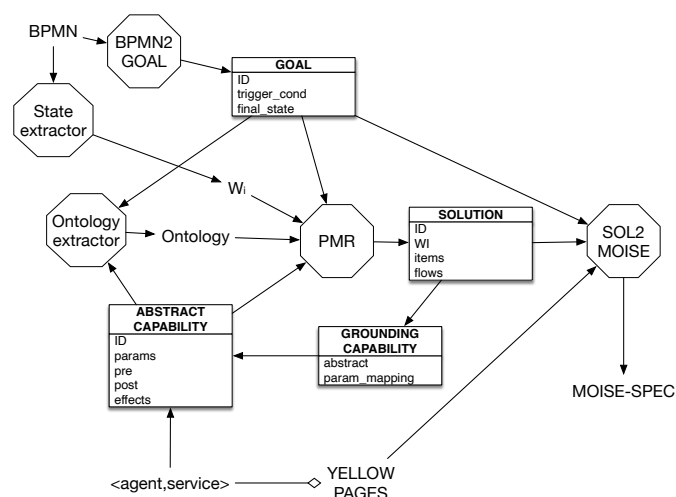 BPMN
BPMN2
GOAL
GOAL
ID
trigger_cond
final_state
State
extractor
Wi
Ontology
extractor
Ontology
PMR
SOLUTION
ID
WI
items
flows
SOL2
MOISE
ABSTRACT
CAPABILITY
ID
params
pre
post
effects
GROUNDING
CAPABILITY
abstract
param_mapping
MOISE-SPEC
<agent,service>
YELLOW
PAGES